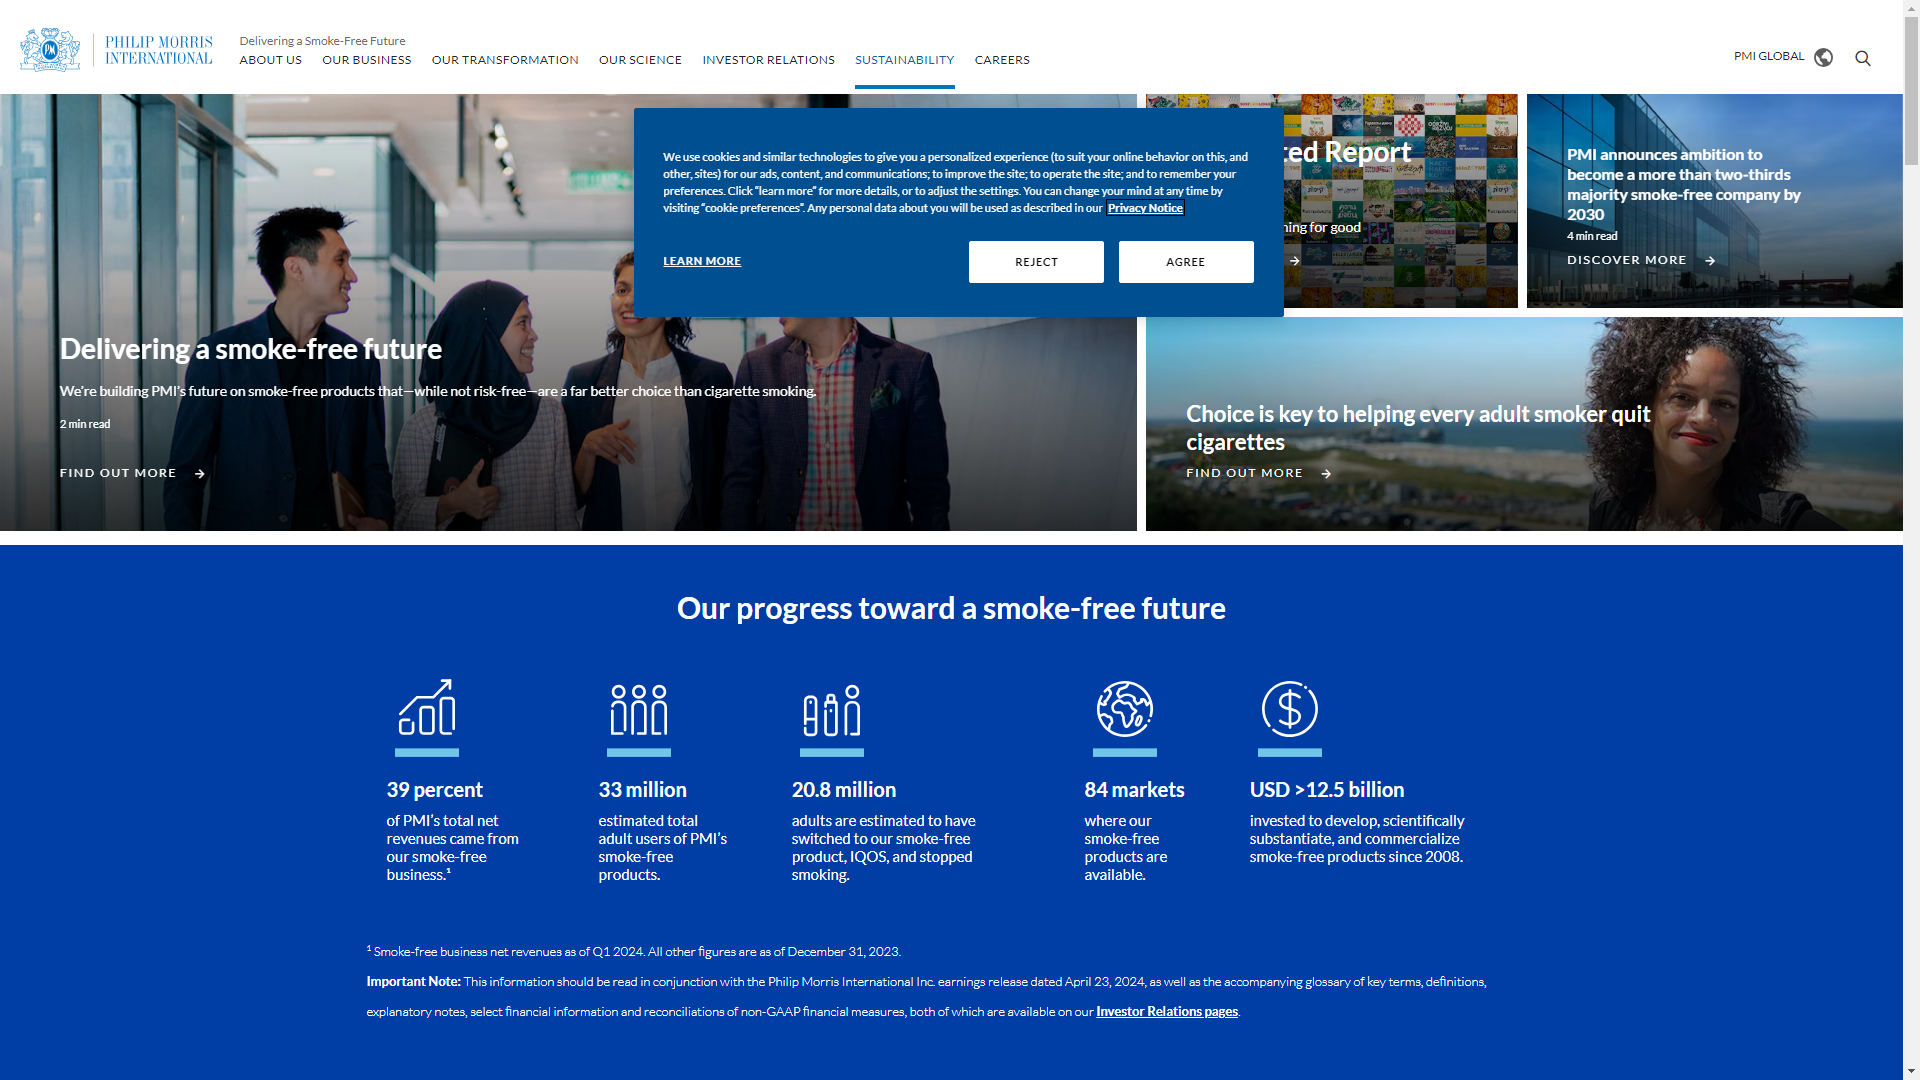 PHILIP MORRIS
INTERNATIONAL
PM
Delivering a Smoke-Free Future
ABOUT US OUR BUSINESS OUR TRANSFORMATION OUR SCIENCE INVESTOR RELATIONS SUSTAINABILITY CAREERS
PMI GLOBAL
We use cookies and similar technologies to give you a personalized experience (to suit your online behavior on this, and
other, sites) for our ads, content, and communications; to improve the site; to operate the site; and to remember your
preferences. Click “learn more” for more details, or to adjust the settings. You can change your mind at any time by
visiting “cookie preferences”. Any personal data about you will be used as described in our Privacy Notice
LEARN MORE
REJECT
AGREE
Delivering a smoke-free future
We’re building PMI’s future on smoke-free products that—while not risk-free—are a far better choice than cigarette smoking.
2 min read
FIND OUT MORE
Report
for good
PMI announces ambition to
become a more than two-thirds
majority smoke-free company by
2030
4 min read
DISCOVER MORE
Choice is key to helping every adult smoker quit
cigarettes
FIND OUT MORE
Our progress toward a smoke-free future
39 percent
of PMI’s total net
revenues came from
our smoke-free
business.¹
33 million
estimated total
adult users of PMI’s
smoke-free
products.
20.8 million
adults are estimated to have
switched to our smoke-free
product, IQOS, and stopped
smoking.
84 markets
where our
smoke-free
products are
available.
USD >12.5 billion
invested to develop, scientifically
substantiate, and commercialize
smoke-free products since 2008.
¹ Smoke-free business net revenues as of Q1 2024. All other figures are as of December 31, 2023.
Important Note: This information should be read in conjunction with the Philip Morris International Inc. earnings release dated April 23, 2024, as well as the accompanying glossary of key terms, definitions,
explanatory notes, select financial information and reconciliations of non-GAAP financial measures, both of which are available on our Investor Relations pages.